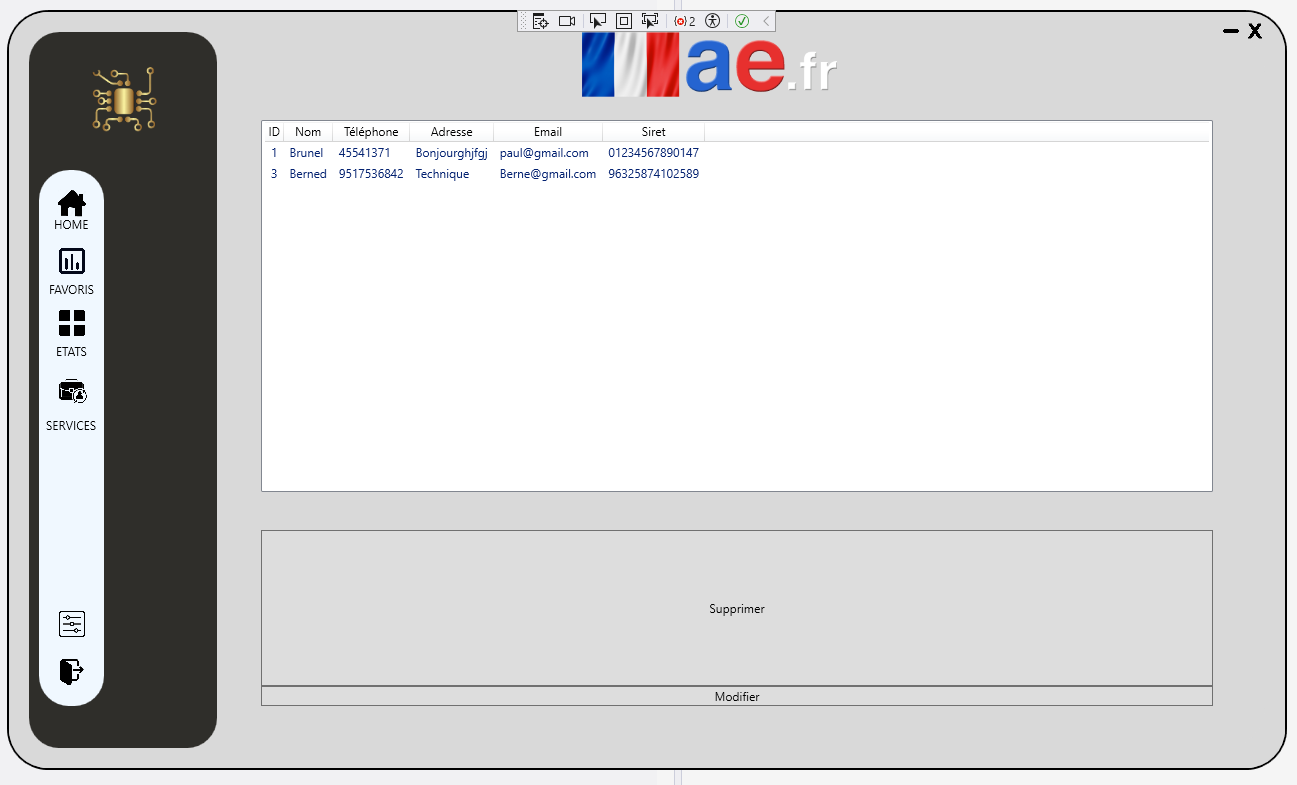 2
X
ae.fr
ID Nom Téléphone Adresse Email Siret
1 Brunel 45541371 Bonjourghjfgj paul@gmail.com 01234567890147
3 Berned 9517536842 Technique Berne@gmail.com 96325874102589
HOME
FAVORIS
ETATS
SERVICES
Supprimer
Modifier